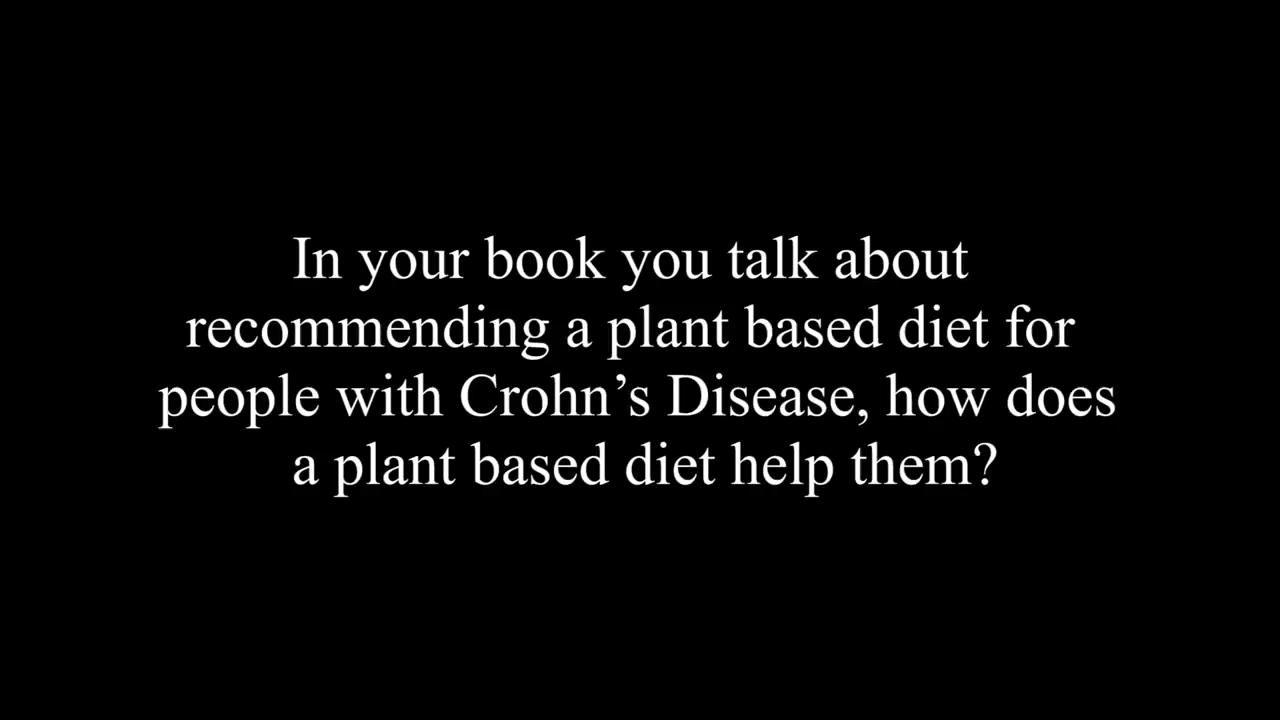 In your book you talk about
recommending a plant based diet for
people with Crohn’s Disease, how does
a plant based diet help them?